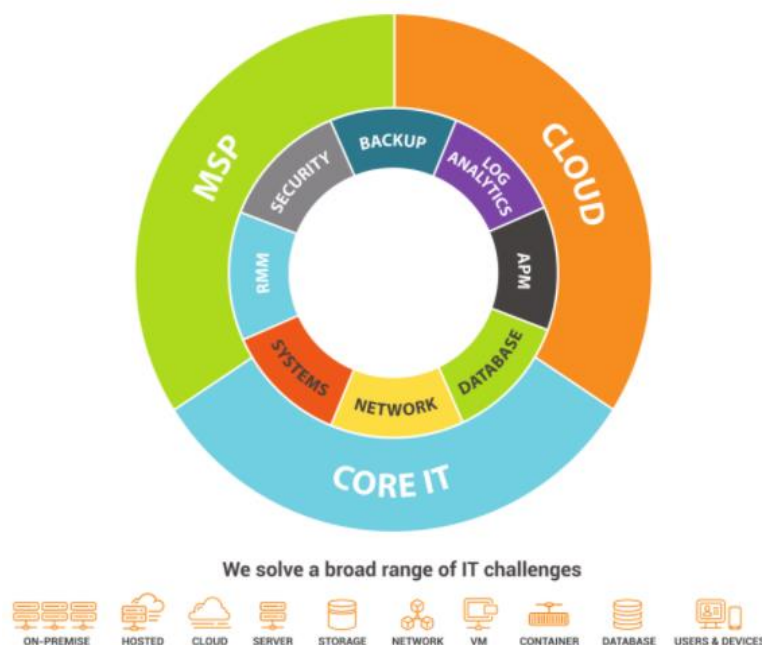 MSP
CLOUD
CORE IT
BACKUP
LOG
ANALYTICS
APM
DATABASE
NETWORK
SYSTEMS
RMM
SECURITY
We solve a broad range of IT challenges
ON-PREMISE
HOSTED
CLOUD
SERVER
STORAGE
NETWORK
VM
CONTAINER
DATABASE
USERS & DEVICES